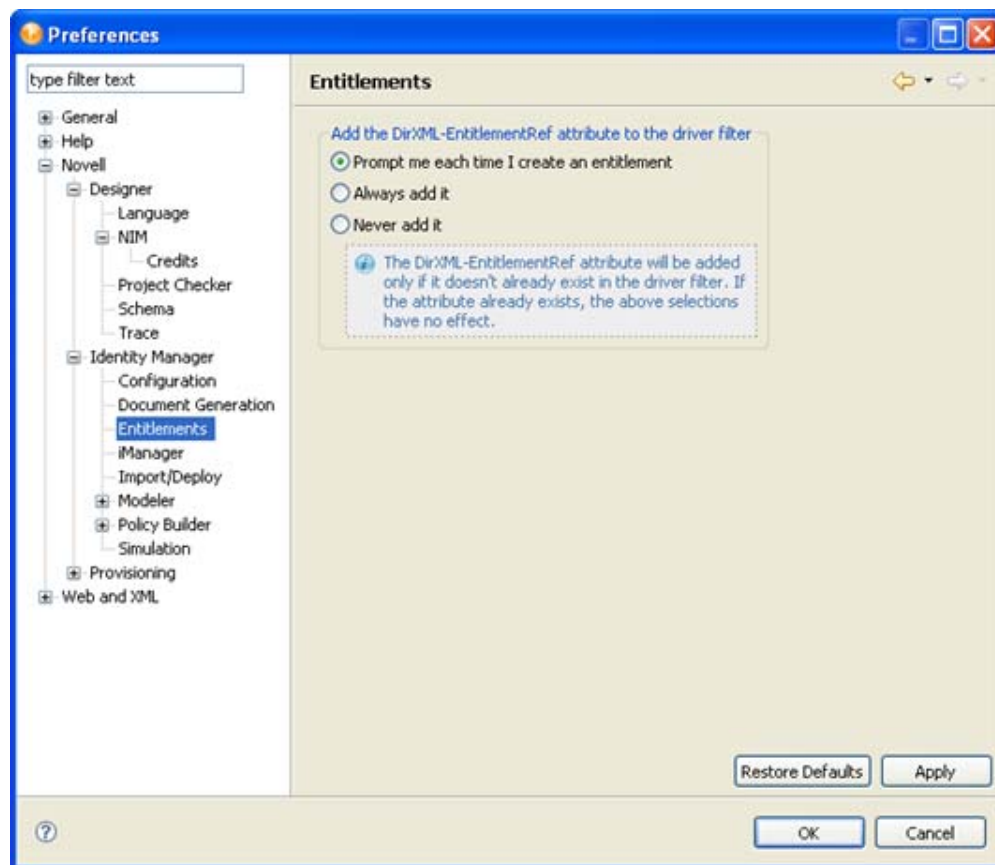 Preferences
type filter text
Entitlements
General
Help
Novell
Designer
Language
NIM
Credits
Project Checker
Schema
Trace
Identity Manager
Configuration
Document Generation
Entitlements
iManager
Import/Deploy
Modeler
Policy Builder
Simulation
Provisioning
Web and XML
Add the DirXML-EntitlementRef attribute to the driver filter
Prompt me each time I create an entitlement
Always add it
Never add it
The DirXML-EntitlementRef attribute will be added
only if it doesn't already exist in the driver filter. If
the attribute already exists, the above selections
have no effect.
Restore Defaults
Apply
OK
Cancel